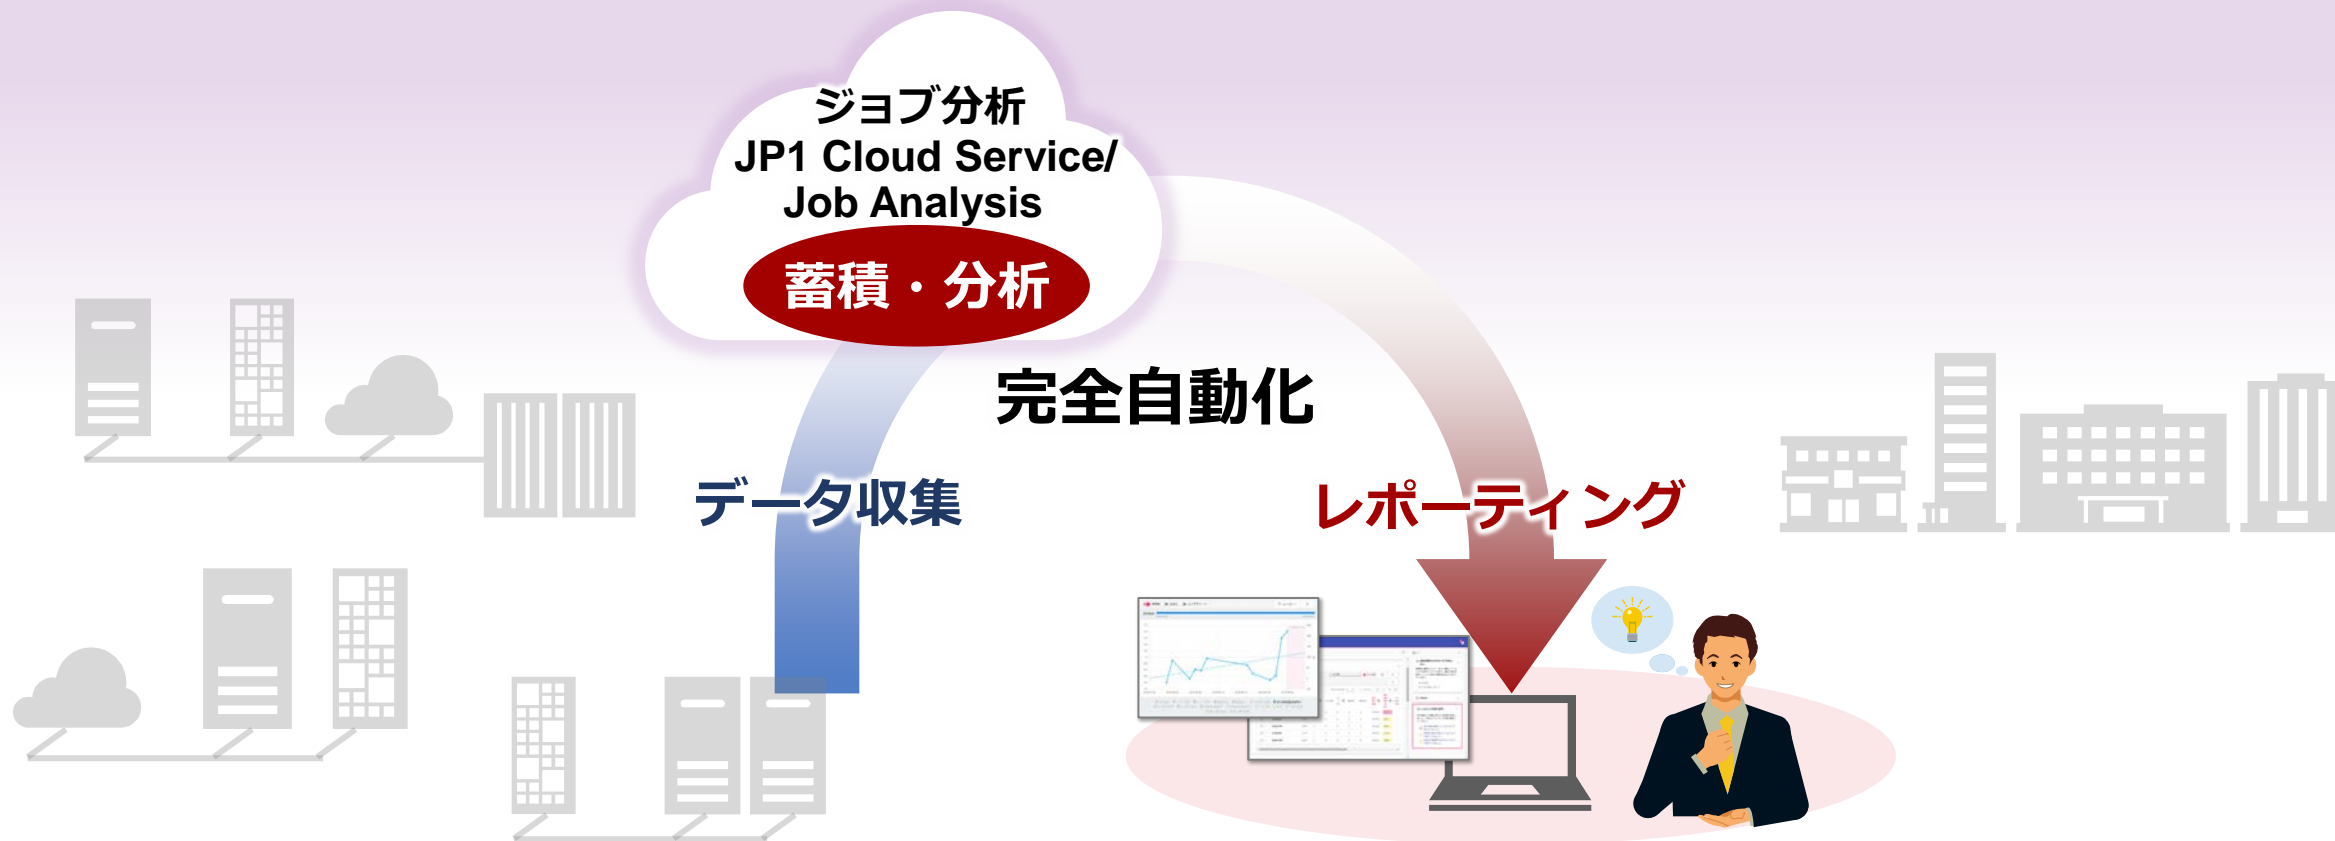 ジョブ分析
JP1 Cloud Service/
Job Analysis
蓄積・分析
完全自動化
データ収集
レポーティング